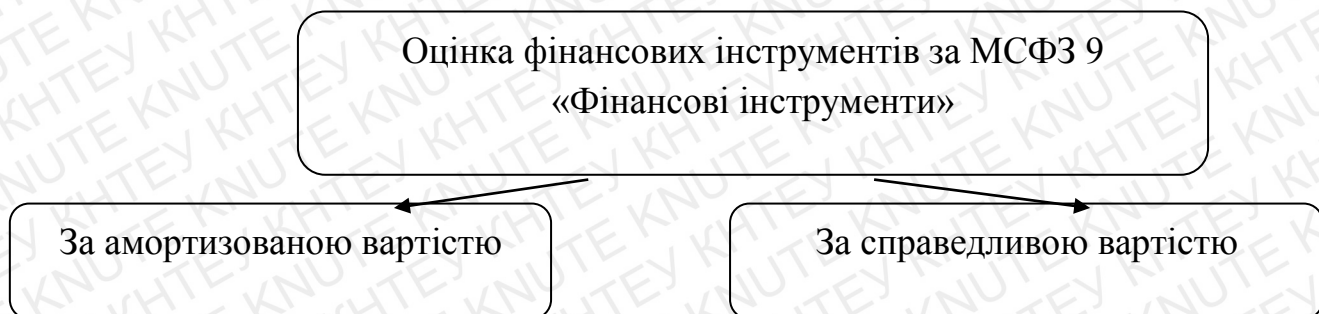 Оцінка фінансових інструментів за МСФЗ 9
«Фінансові інструменти»
За амортизованою вартістю
За справедливою вартістю